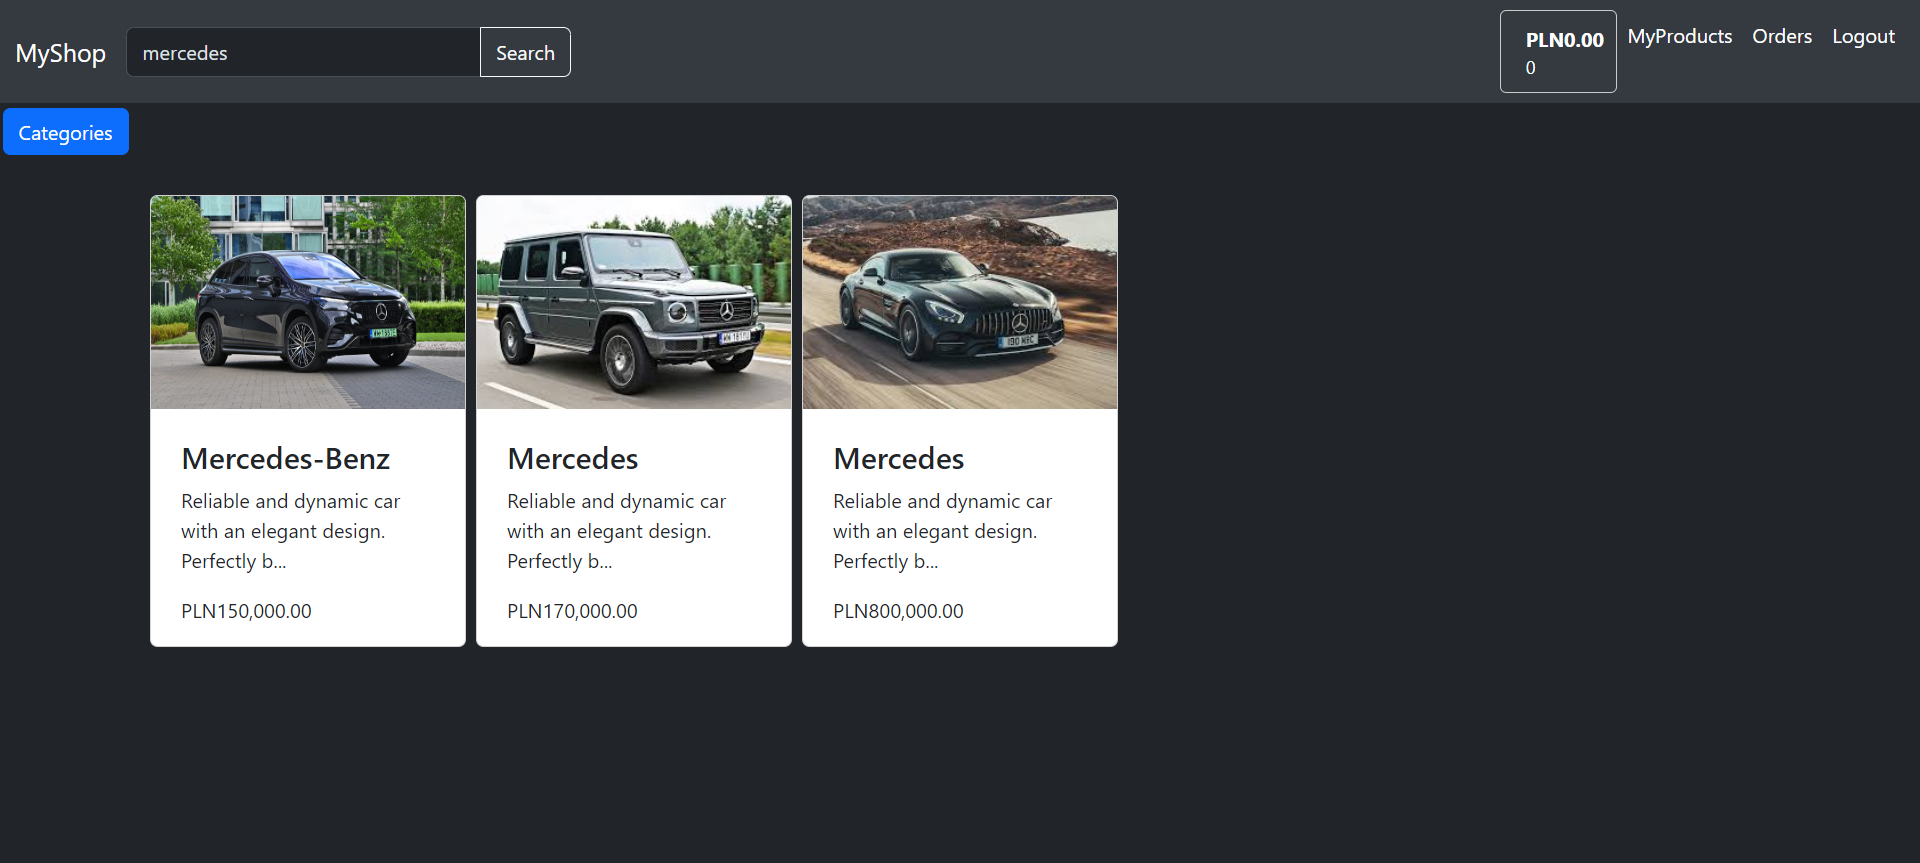 MyShop
mercedes
Search
PLN0.00
0
MyProducts
Orders
Logout
Categories
Mercedes-Benz
Reliable and dynamic car
with an elegant design.
Perfectly b...
PLN150,000.00
Mercedes
Reliable and dynamic car
with an elegant design.
Perfectly b...
PLN170,000.00
Mercedes
Reliable and dynamic car
with an elegant design.
Perfectly b...
PLN800,000.00